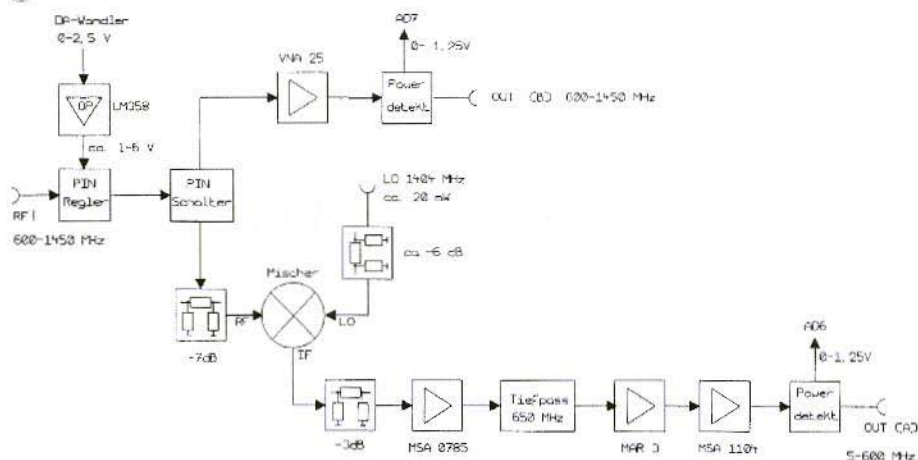 DA-Wandler
0-2,5 V
OP
LM358
ca. 1-6 V
PIN
Regler
RF I
600-1450 MHz
PIN
Schalter
VNA 25
AD7
0- 1,25V
Power
detekt
OUT (B) 600-1450 MHz
LO 1404 MHz
ca. 20 mW
ca -6 dB
Mischer
RF
LO
IF
-7dB
-3dB
MSA 0785
Tiefpass
650 MHz
MAR 3
MSA 1104
AD6
0-1,25V
Power
detekt
OUT (A)
5-600 MHz